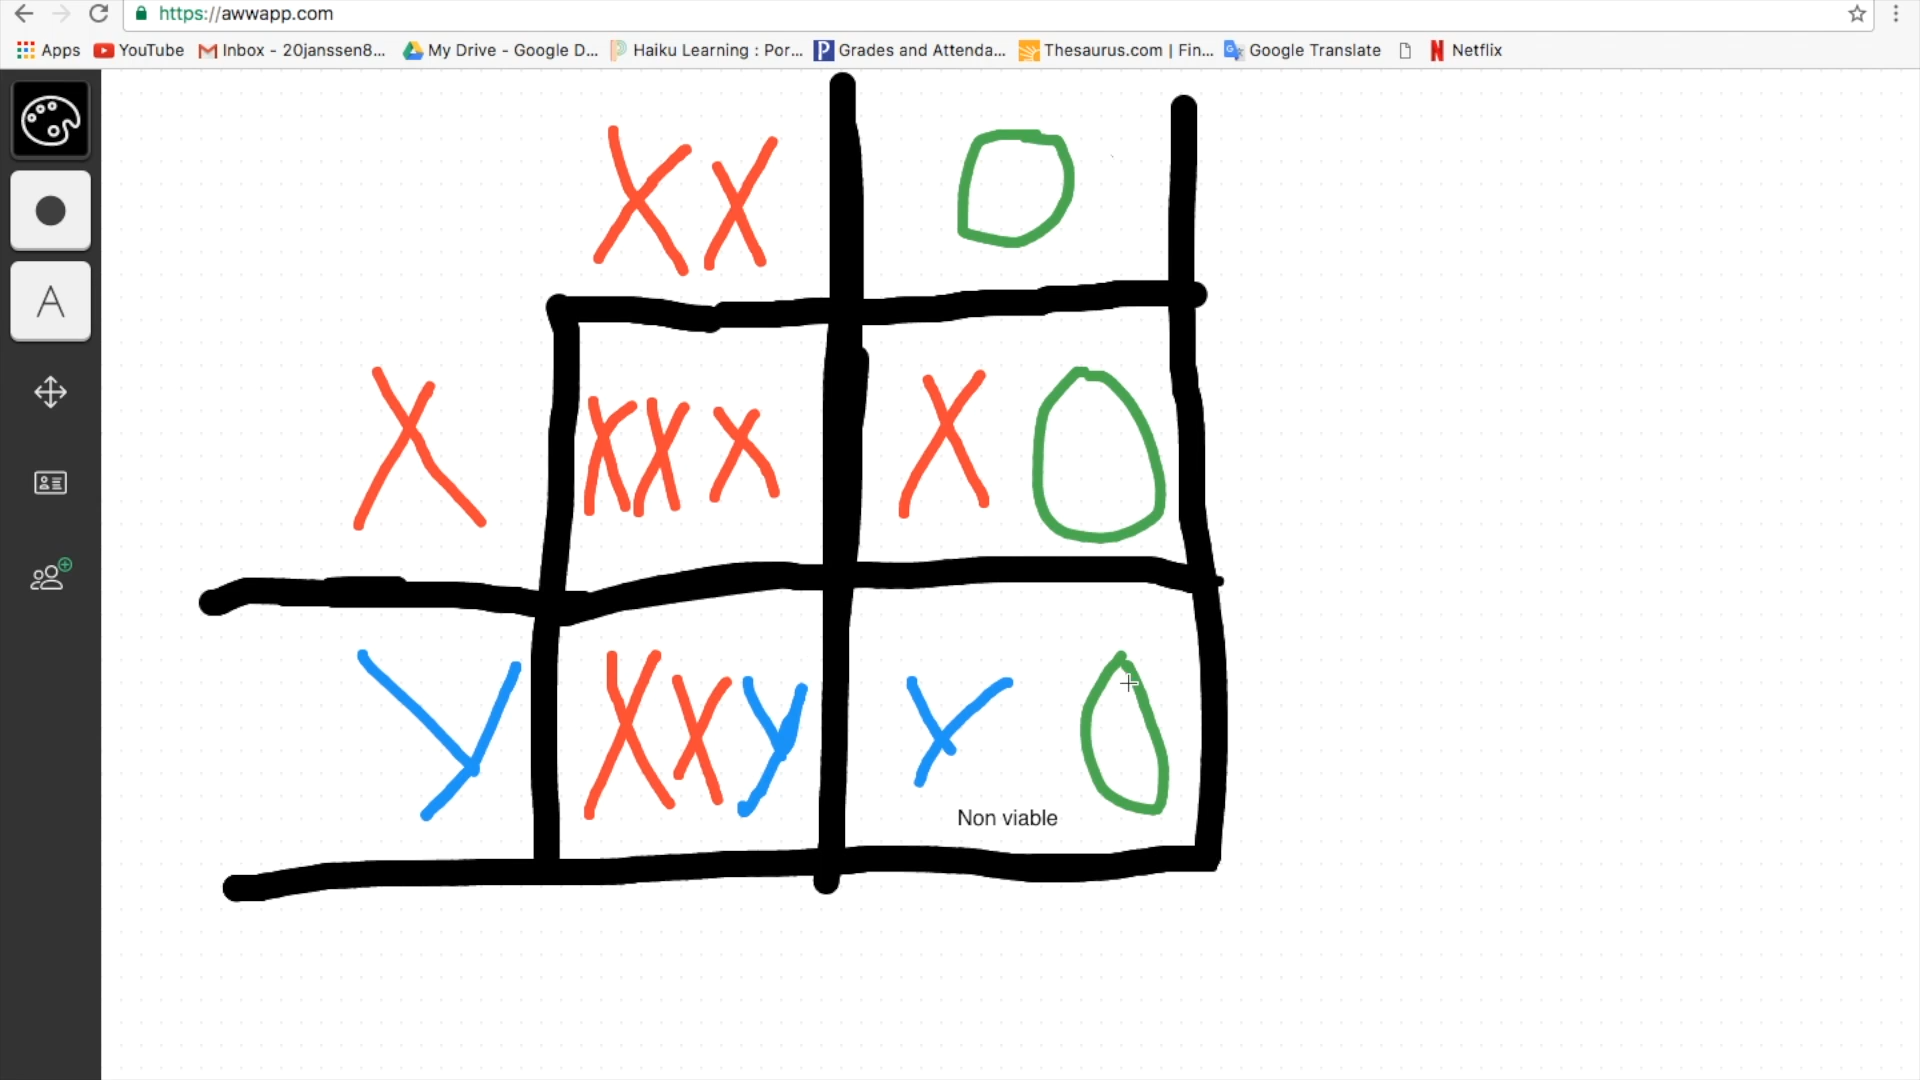 https://awwapp.com
Apps YouTube Inbox - 20janssen8... My Drive - Google D... Haiku Learning : Por... Grades and Attenda... Thesaurus.com | Fin... Google Translate Netflix
A
XX O
X XXX XO
Y XXY YO
Non viable